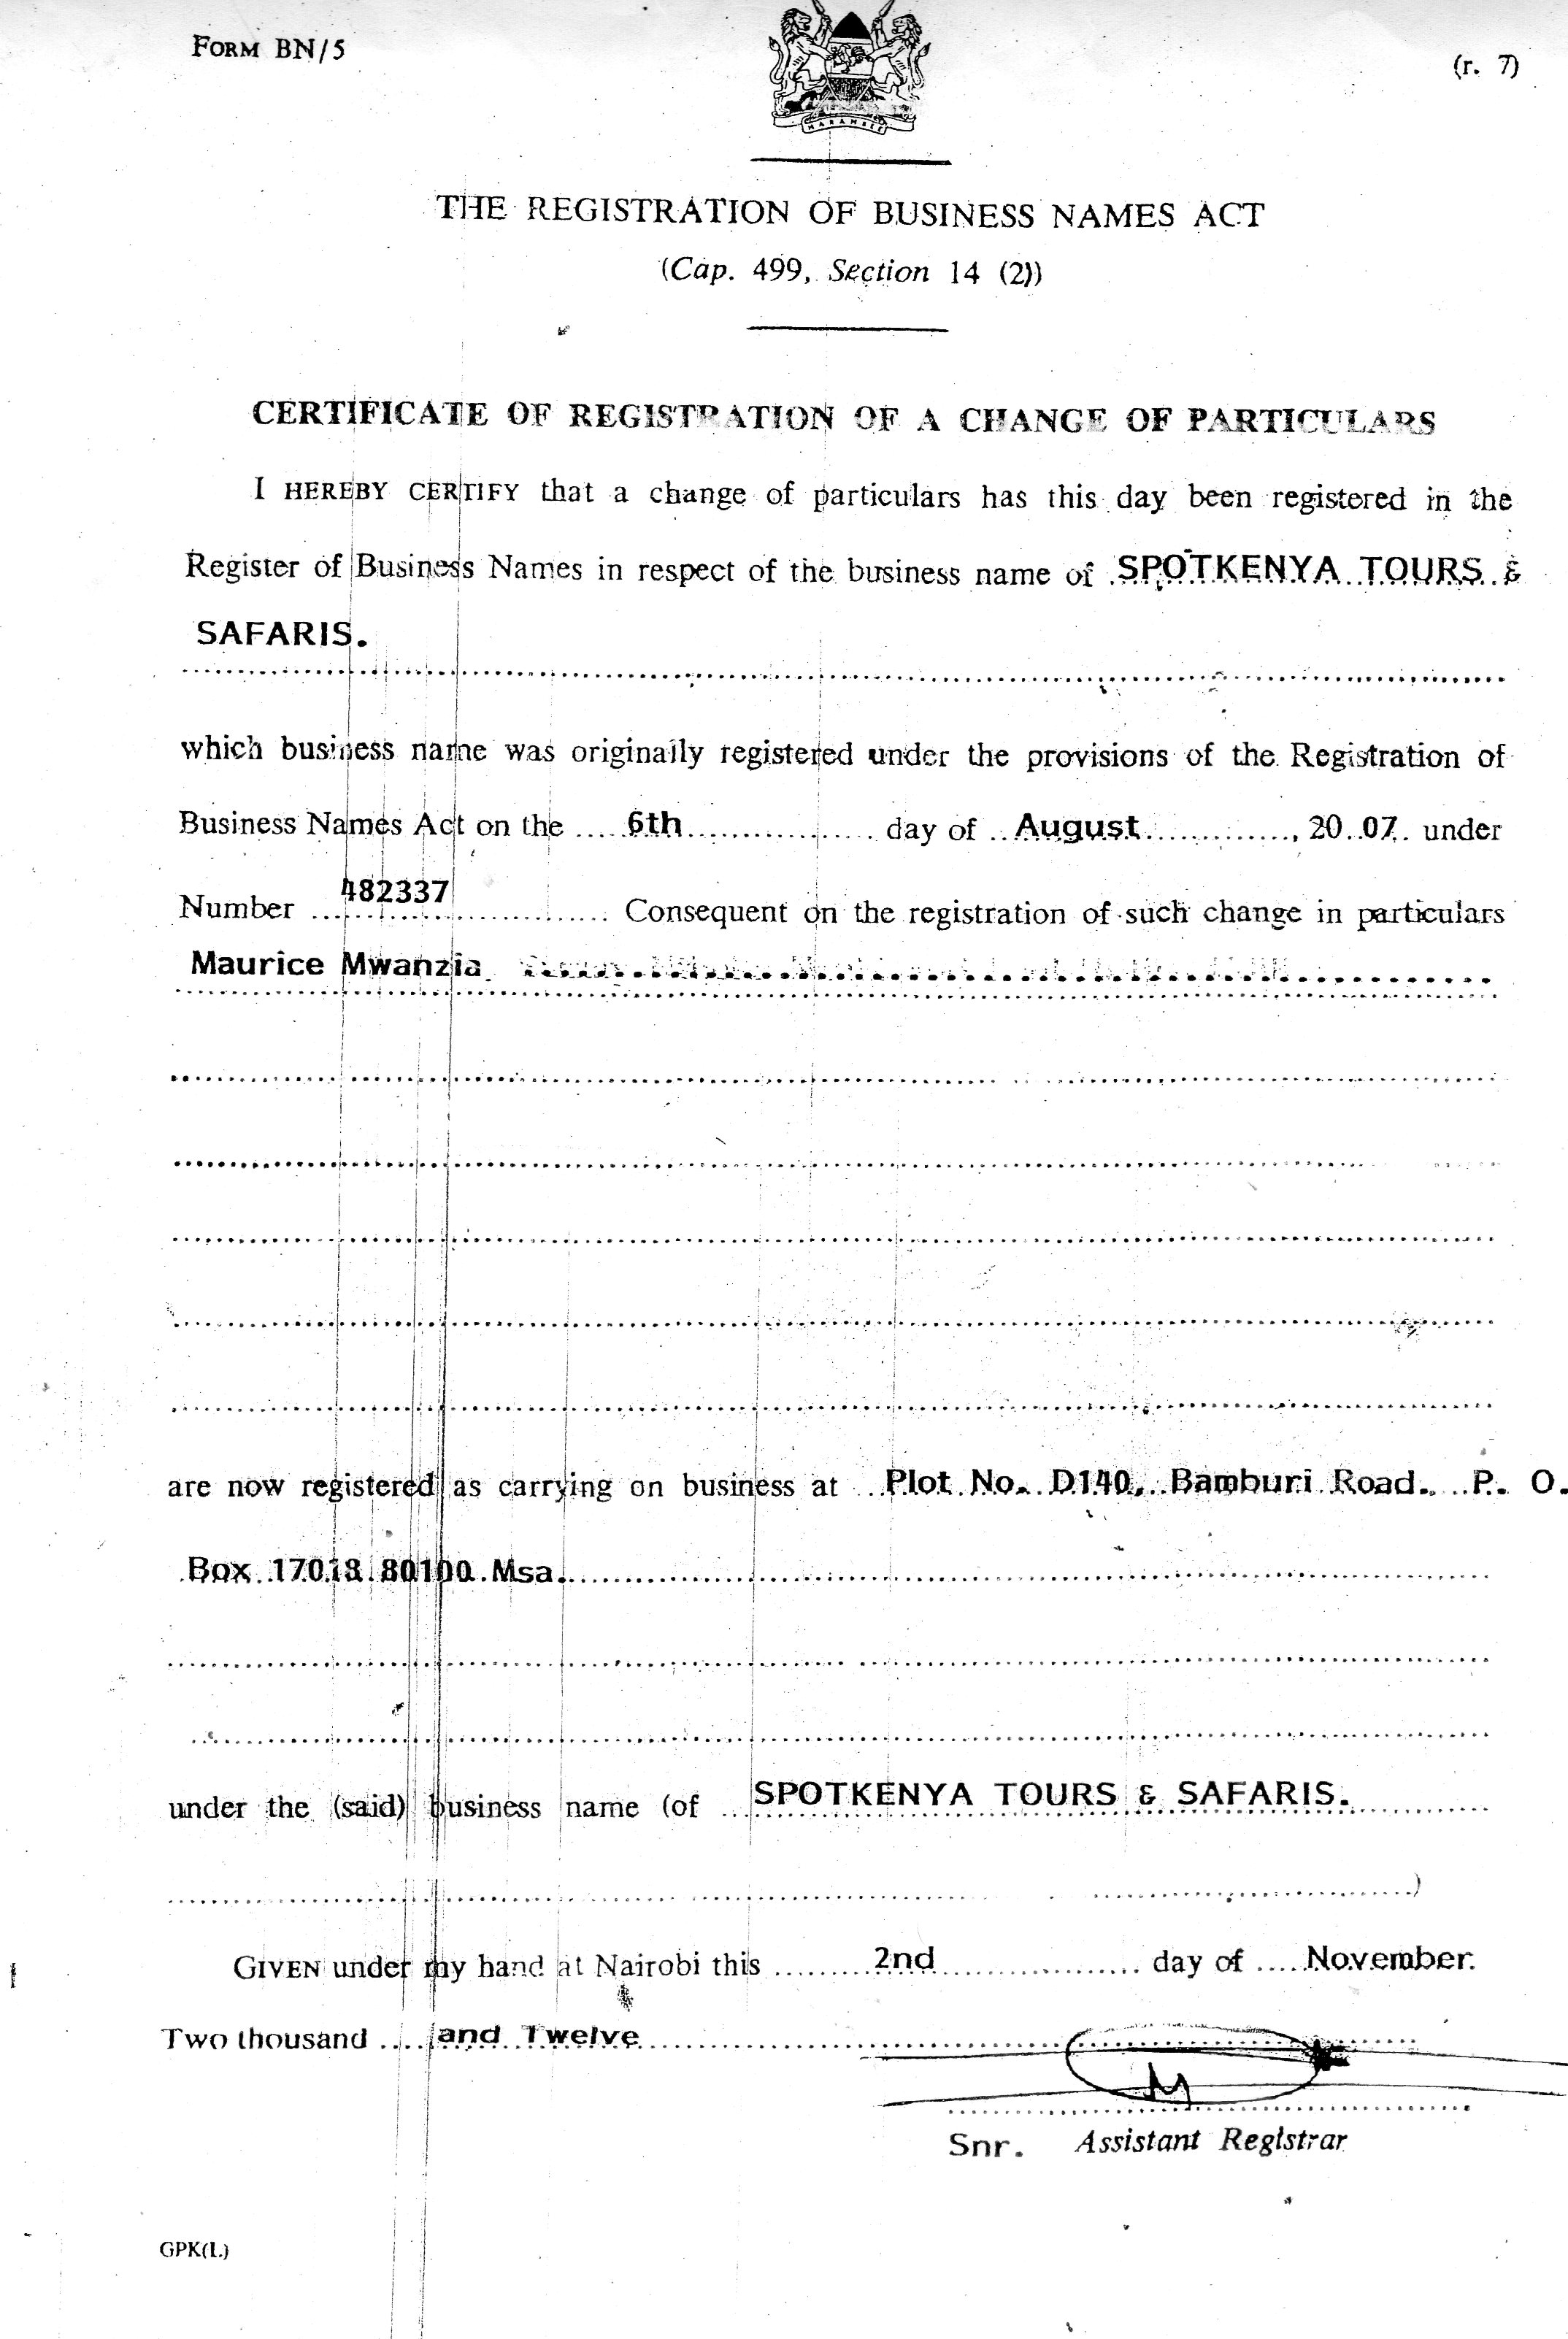 FORM BN/5
(r. 7)
HARAMBEE
THE REGISTRATION OF BUSINESS NAMES ACT
(Cap. 499, Section 14 (2))
CERTIFICATE OF REGISTRATION OF A CHANGE OF PARTICULARS
I HEREBY CERTIFY that a change of particulars has this day been registered in the
Register of Business Names in respect of the business name of SPOTKENYA TOURS &
SAFARIS.
which business name was originally registered under the provisions of the Registration of
Business Names Act on the 6th day of August, 20 07 under
Number 482337 Consequent on the registration of such change in particulars
Maurice Mwanzia
are now registered as carrying on business at Plot No. D140, Bamburi Road. P. O.
Box 17018 80100 Msa.
under the (said) business name (of SPOTKENYA TOURS & SAFARIS.
)
GIVEN under my hand at Nairobi this 2nd day of November.
Two thousand and Twelve
Snr. Assistant Registrar
GPK(L)